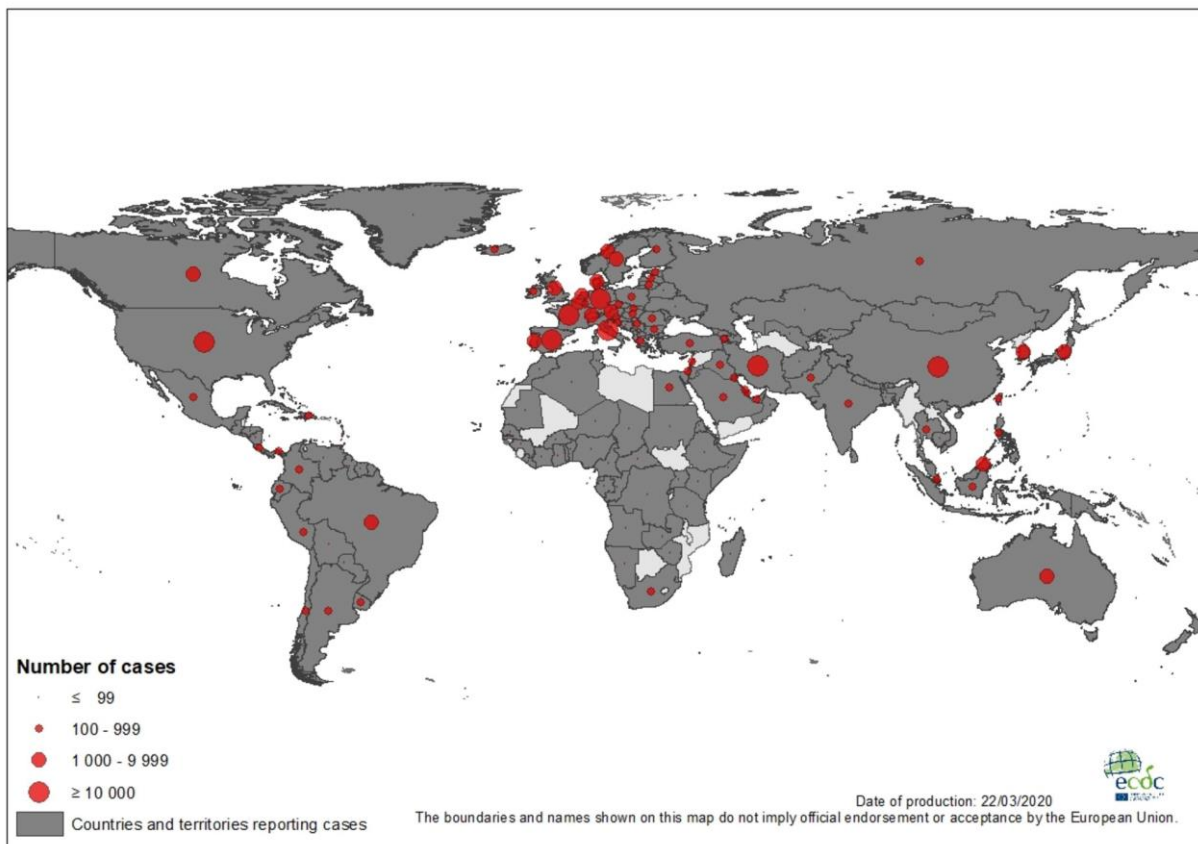 Number of cases
≤ 99
100 - 999
1 000 - 9 999
≥ 10 000
Countries and territories reporting cases
ecdc
Date of production: 22/03/2020
The boundaries and names shown on this map do not imply official endorsement or acceptance by the European Union.